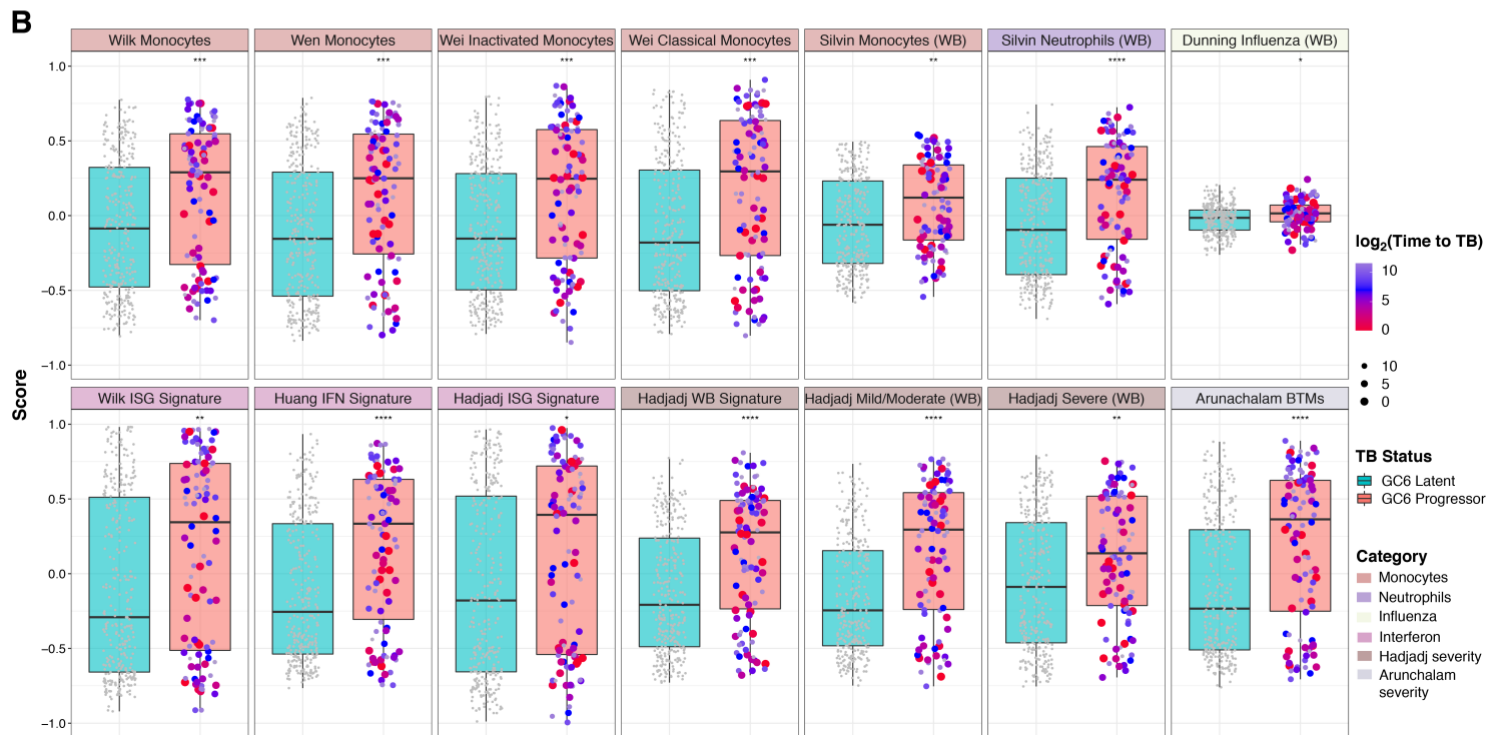 B
Wilk Monocytes Wen Monocytes Wei Inactivated Monocytes Wei Classical Monocytes Silvin Monocytes (WB) Silvin Neutrophils (WB) Dunning Influenza (WB)
*** *** *** *** ** **** *
1.0
0.5
0.0
−0.5
−1.0
Score
Wilk ISG Signature Huang IFN Signature Hadjadj ISG Signature Hadjadj WB Signature Hadjadj Mild/Moderate (WB) Hadjadj Severe (WB) Arunachalam BTMs
** **** * **** **** ** ****
1.0
0.5
0.0
−0.5
−1.0
log2(Time to TB)
10
5
0
10
5
0
TB Status
GC6 Latent
GC6 Progressor
Category
Monocytes
Neutrophils
Influenza
Interferon
Hadjadj severity
Arunchalam
severity